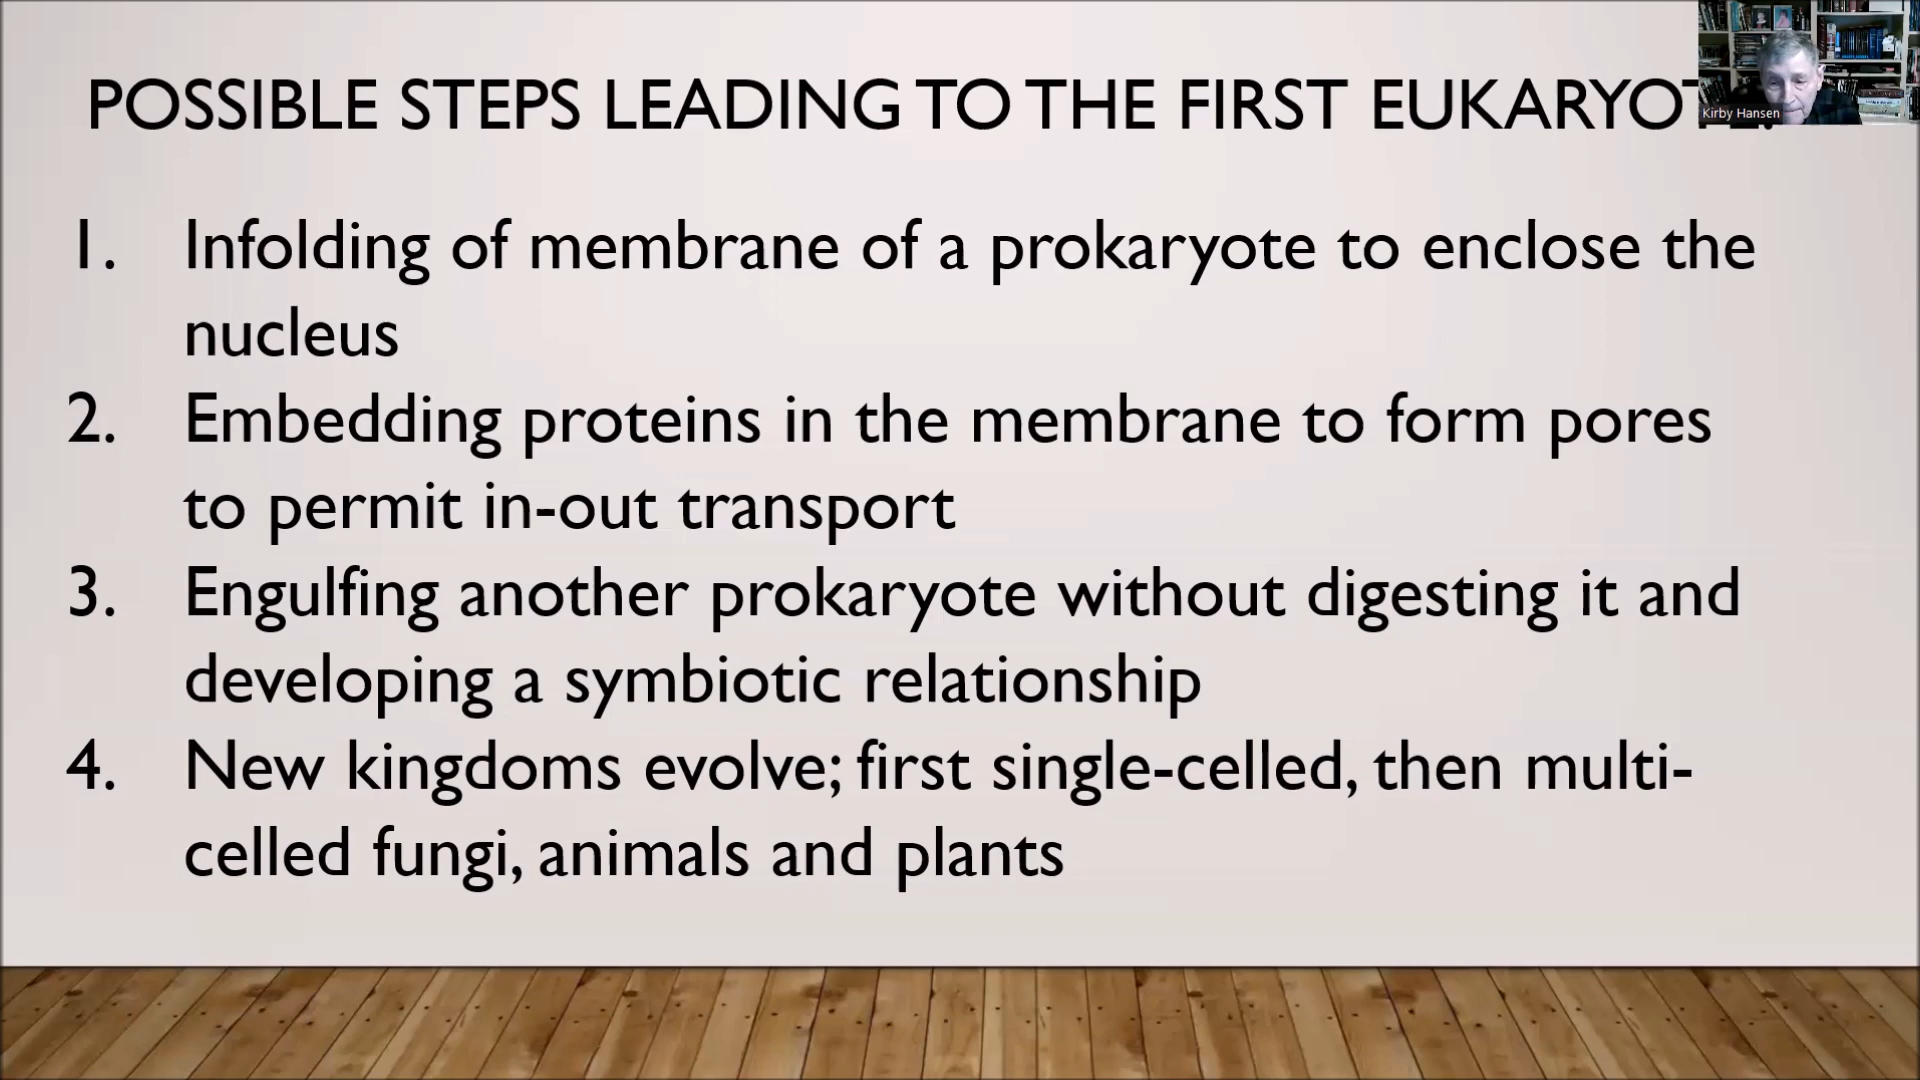 POSSIBLE STEPS LEADING TO THE FIRST EUKARYOTE:
Kirby Hansen
1. Infolding of membrane of a prokaryote to enclose the
nucleus
2. Embedding proteins in the membrane to form pores
to permit in-out transport
3. Engulfing another prokaryote without digesting it and
developing a symbiotic relationship
4. New kingdoms evolve; first single-celled, then multi-
celled fungi, animals and plants